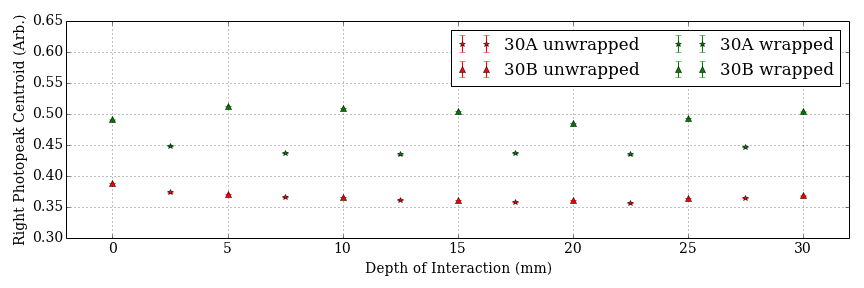 0.65
0.60
0.55
0.50
0.45
0.40
0.35
0.30
Right Photopeak Centroid (Arb.)
30A unwrapped
30B unwrapped
30A wrapped
30B wrapped
0 5 10 15 20 25 30
Depth of Interaction (mm)